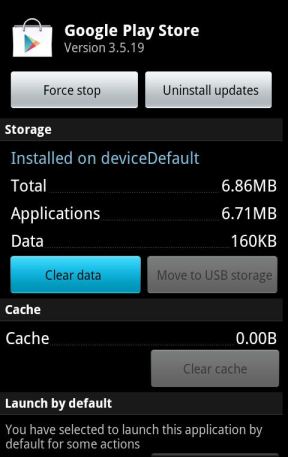 Google Play Store
Version 3.5.19
Force stop
Uninstall updates
Storage
Installed on deviceDefault
Total 6.86MB
Applications 6.71MB
Data 160KB
Clear data
Move to USB storage
Cache
Cache 0.00B
Clear cache
Launch by default
You have selected to launch this application by
default for some actions